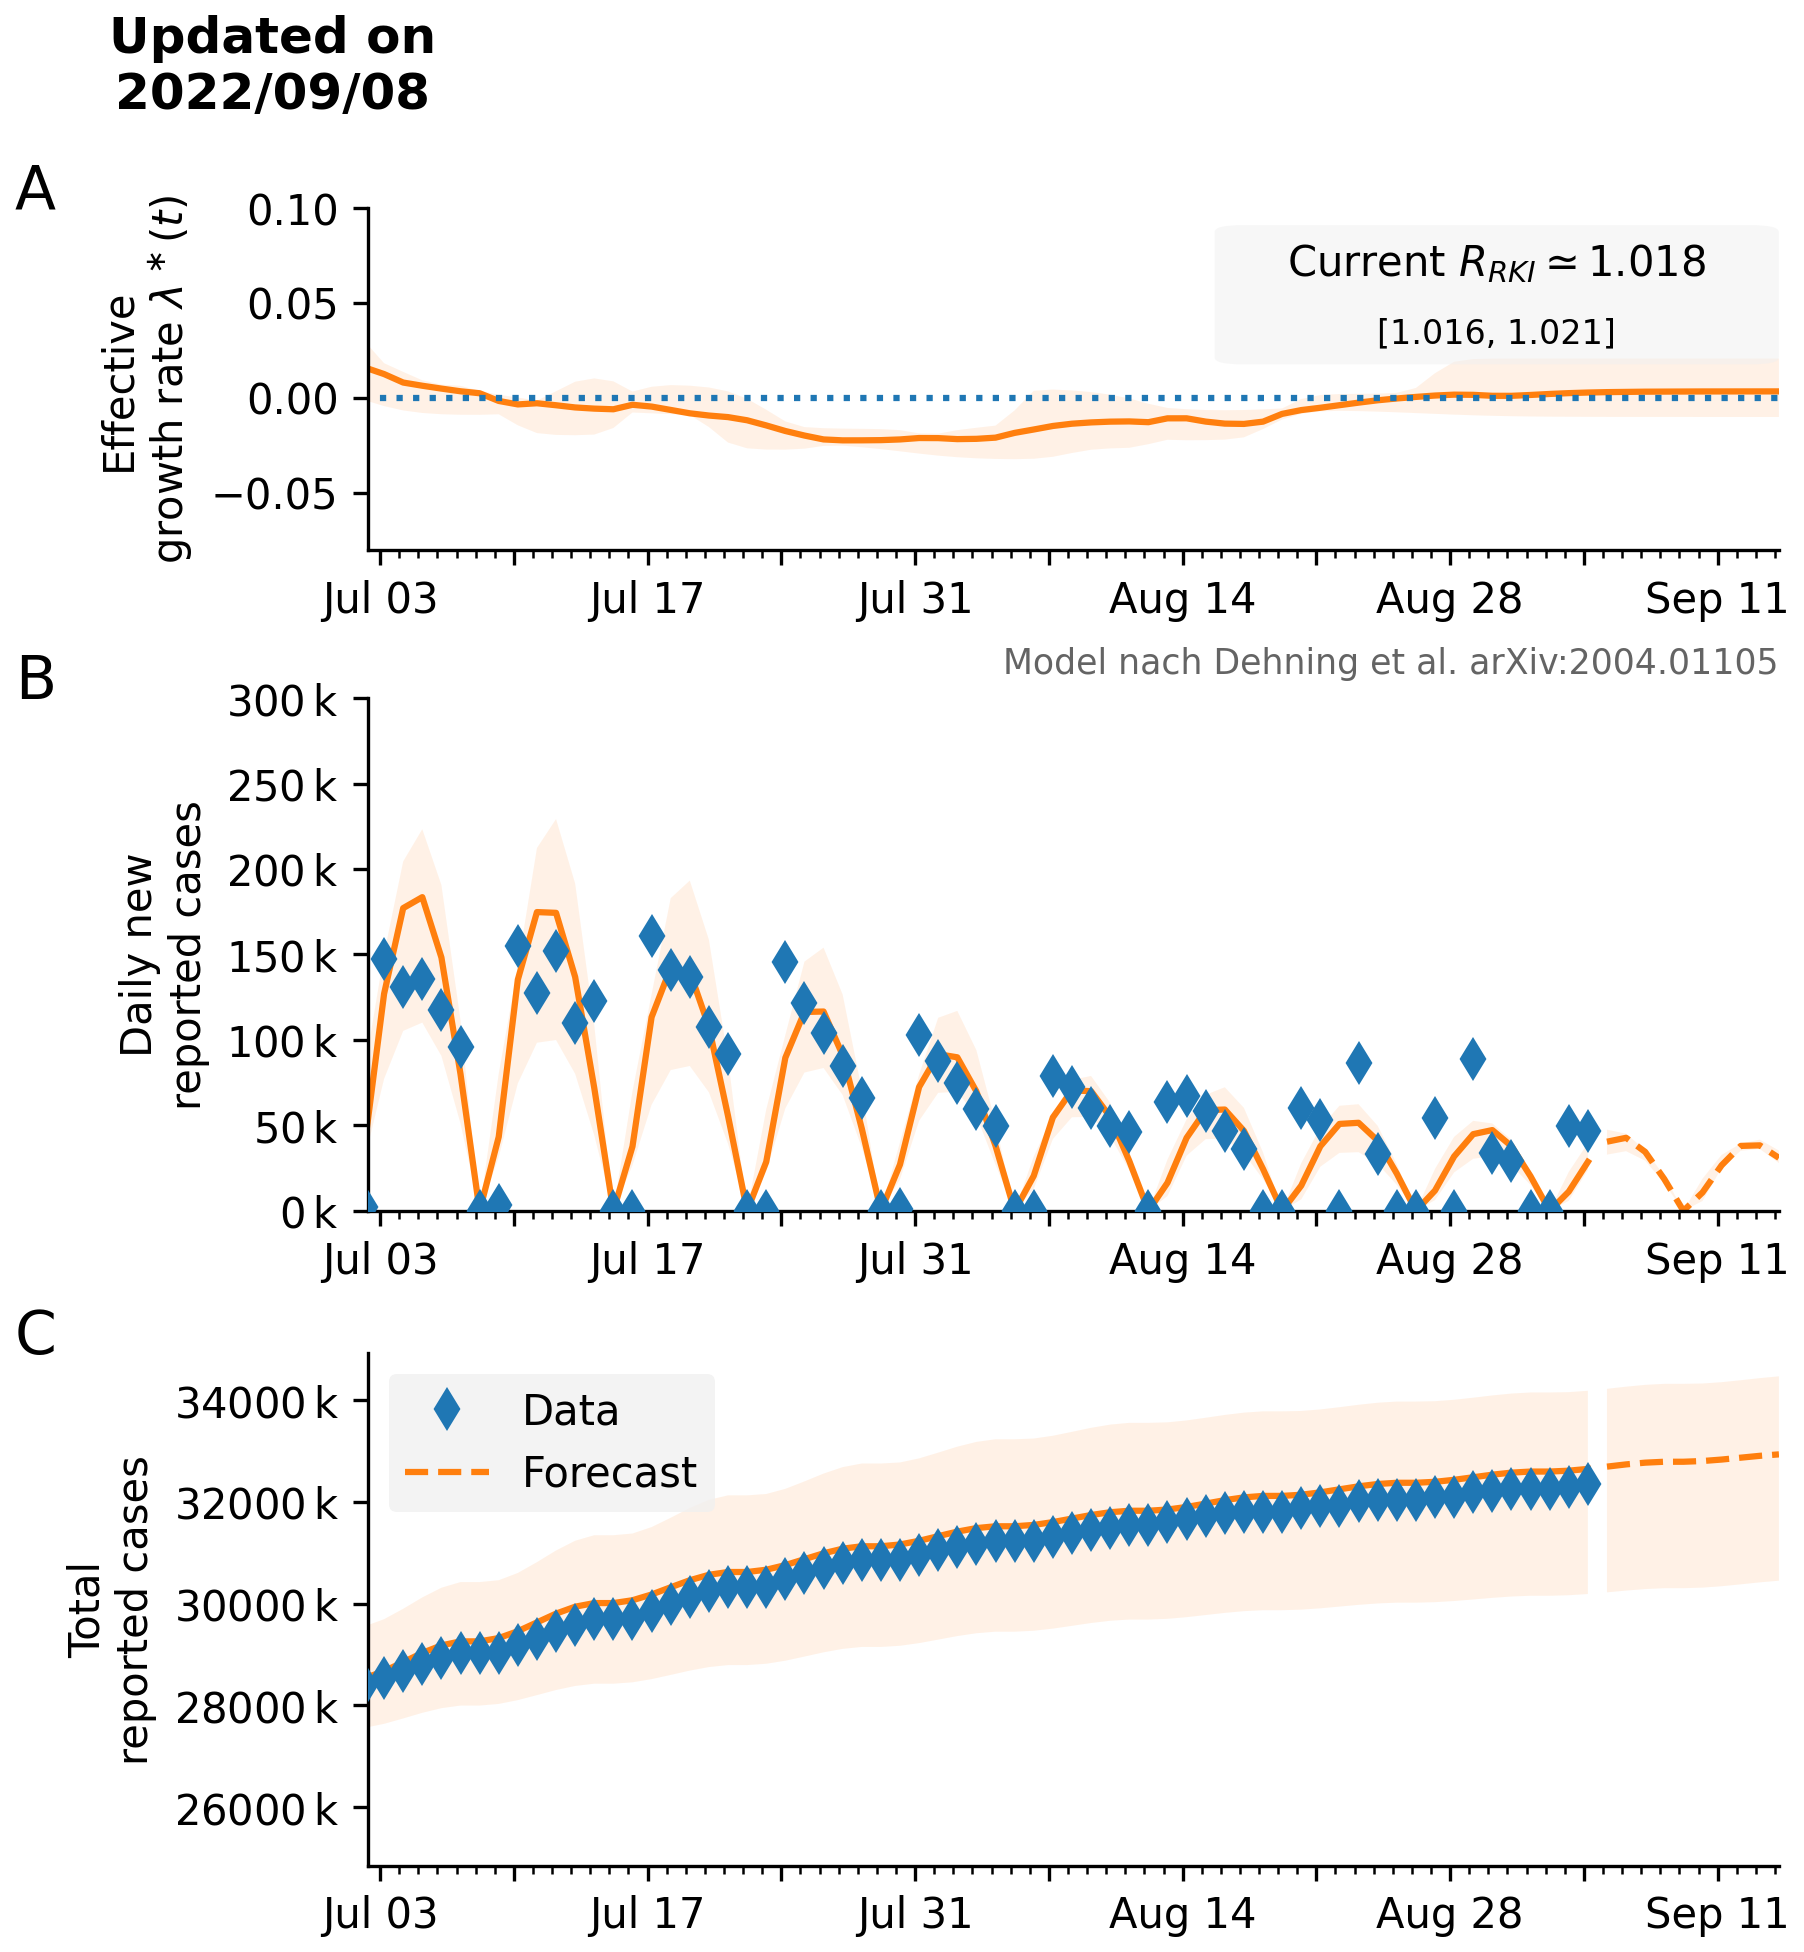 Updated on
2022/09/08
A
Effective
growth rate λ * (t)
0.10
0.05
0.00
−0.05
Current R_RKI ≃ 1.018
[1.016, 1.021]
Jul 03 Jul 17 Jul 31 Aug 14 Aug 28 Sep 11
Model nach Dehning et al. arXiv:2004.01105
B
Daily new
reported cases
300 k
250 k
200 k
150 k
100 k
50 k
0 k
Jul 03 Jul 17 Jul 31 Aug 14 Aug 28 Sep 11
C
Total
reported cases
34000 k
32000 k
30000 k
28000 k
26000 k
Data
Forecast
Jul 03 Jul 17 Jul 31 Aug 14 Aug 28 Sep 11